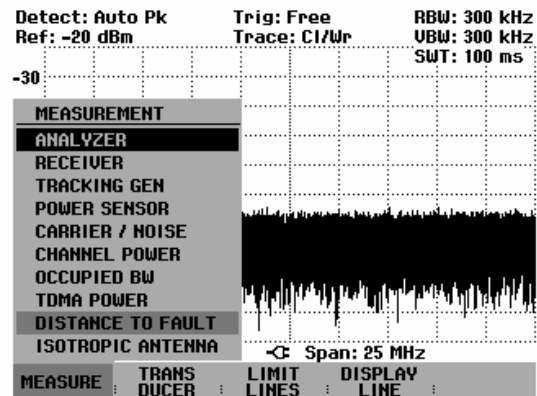 Detect: Auto Pk Trig: Free RBW: 300 kHz
Ref: -20 dBm Trace: Cl/Wr VBW: 300 kHz
SWT: 100 ms
-30
MEASUREMENT
ANALYZER
RECEIVER
TRACKING GEN
POWER SENSOR
CARRIER / NOISE
CHANNEL POWER
OCCUPIED BW
TDMA POWER
DISTANCE TO FAULT
ISOTROPIC ANTENNA
Span: 25 MHz
MEASURE TRANS LIMIT DISPLAY
DUCER LINES LINE